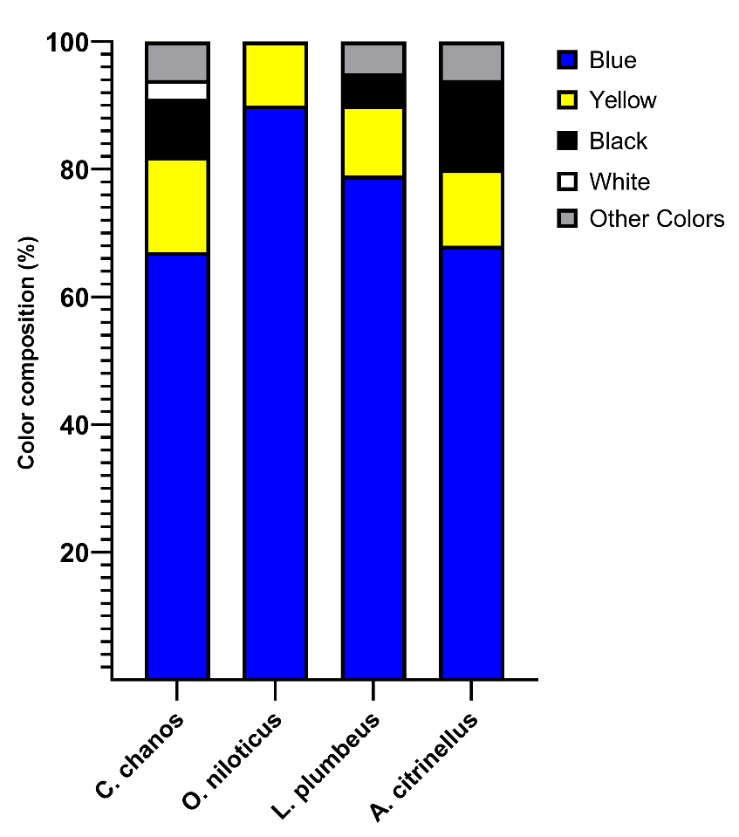 Color composition (%)
100
80
60
40
20
C. chanos
O. niloticus
L. plumbeus
A. citrinellus
Blue
Yellow
Black
White
Other Colors